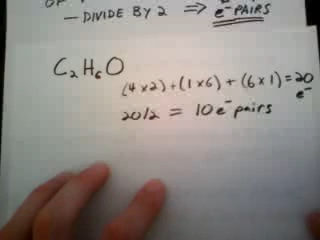 — DIVIDE BY 2 ⇒ e⁻ PAIRS
C₂H₆O
(4×2)+(1×6)+(6×1)=20 e⁻
20/2 = 10 e⁻ pairs